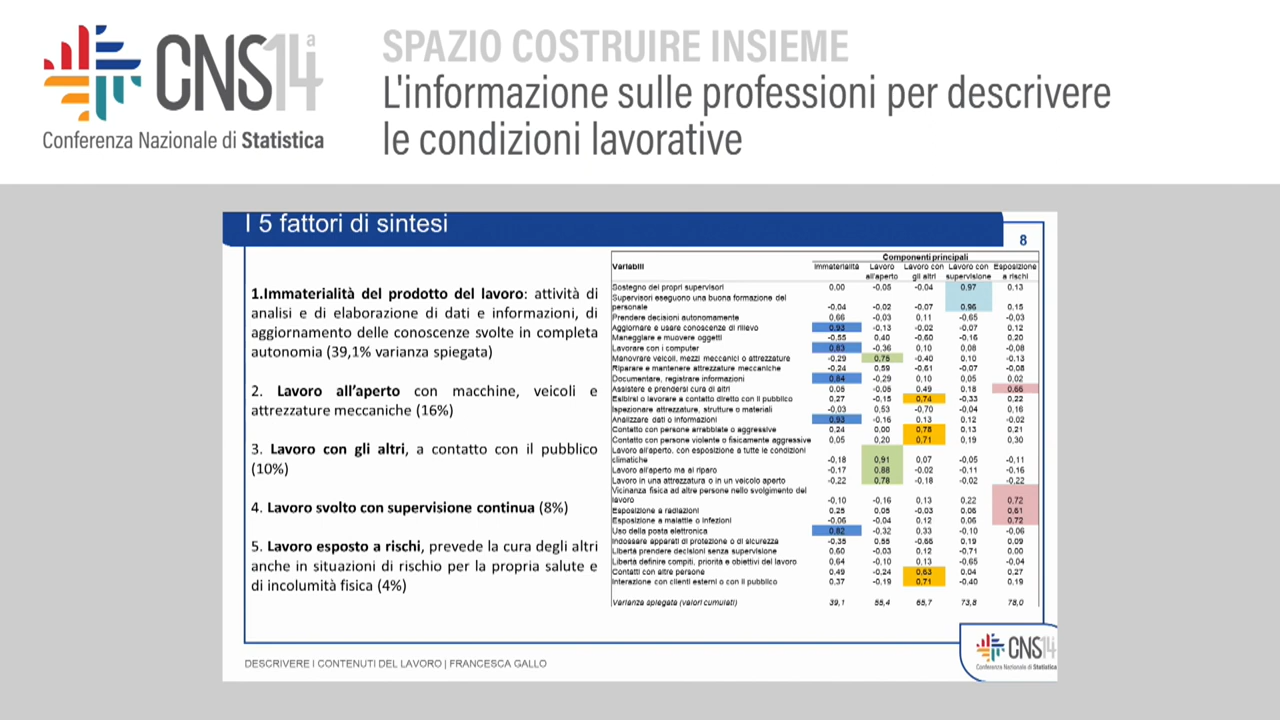 CNS14a
Conferenza Nazionale di Statistica
SPAZIO COSTRUIRE INSIEME
L'informazione sulle professioni per descrivere
le condizioni lavorative
I 5 fattori di sintesi
8
1.Immaterialità del prodotto del lavoro: attività di
analisi e di elaborazione di dati e informazioni, di
aggiornamento delle conoscenze svolte in completa
autonomia (39,1% varianza spiegata)
2. Lavoro all'aperto con macchine, veicoli e
attrezzature meccaniche (16%)
3. Lavoro con gli altri, a contatto con il pubblico
(10%)
4. Lavoro svolto con supervisione continua (8%)
5. Lavoro esposto a rischi, prevede la cura degli altri
anche in situazioni di rischio per la propria salute e
di incolumità fisica (4%)
Componenti principali
Variabili Immaterialità Lavoro all'aperto Lavoro con gli altri Lavoro con supervisione Esposizione a rischi
Sostegno dei propri supervisori 0,00 -0,05 -0,04 0,97 0,13
Supervisori eseguono una buona formazione del
personale -0,04 -0,02 -0,07 0,96 0,15
Prendere decisioni autonomamente 0,66 -0,03 0,11 -0,65 -0,03
Aggiornare e usare conoscenze di rilievo 0,93 -0,13 -0,02 -0,07 0,12
Maneggiare e muovere oggetti -0,55 0,40 -0,60 -0,16 0,20
Lavorare con i computer 0,83 -0,36 0,10 0,08 -0,08
Manovrare veicoli, mezzi meccanici o attrezzature -0,29 0,75 -0,40 0,10 -0,13
Riparare e mantenere attrezzature meccaniche -0,24 0,59 -0,61 -0,07 -0,08
Documentare, registrare informazioni 0,84 -0,29 0,10 0,05 0,02
Assistere e prendersi cura di altri 0,05 -0,05 0,49 0,18 0,66
Esibirsi o lavorare a contatto diretto con il pubblico 0,27 -0,15 0,74 -0,33 0,22
Ispezionare attrezzature, strutture o materiali -0,03 0,53 -0,70 -0,04 0,16
Analizzare dati o informazioni 0,93 -0,16 0,13 0,12 -0,02
Contatto con persone arrabbiate o aggressive 0,24 0,00 0,78 0,13 0,21
Contatto con persone violente o fisicamente aggressive 0,05 0,20 0,71 0,19 0,30
Lavoro all'aperto, con esposizione a tutte le condizioni
climatiche -0,18 0,91 0,07 -0,05 -0,11
Lavoro all'aperto ma al riparo -0,17 0,88 -0,02 -0,11 -0,16
Lavoro in una attrezzatura o in un veicolo aperto -0,22 0,78 -0,18 -0,02 -0,22
Vicinanza fisica ad altre persone nello svolgimento del
lavoro -0,10 -0,16 0,13 0,22 0,72
Esposizione a radiazioni 0,25 0,05 -0,03 0,06 0,61
Esposizione a malattie o infezioni -0,06 -0,04 0,12 0,06 0,72
Uso della posta elettronica 0,82 -0,32 0,33 -0,10 -0,06
Indossare apparati di protezione o di sicurezza -0,35 0,55 -0,66 0,19 0,09
Libertà prendere decisioni senza supervisione 0,60 -0,03 0,12 -0,71 0,00
Libertà definire compiti, priorità e obiettivi del lavoro 0,64 -0,10 0,13 -0,65 -0,04
Contatti con altre persone 0,49 -0,24 0,63 0,04 0,27
Interazione con clienti esterni o con il pubblico 0,37 -0,19 0,71 -0,40 0,19
Varianza spiegata (valori cumulati) 39,1 55,4 65,7 73,8 78,0
DESCRIVERE I CONTENUTI DEL LAVORO | FRANCESCA GALLO
CNS14
Conferenza Nazionale di Statistica